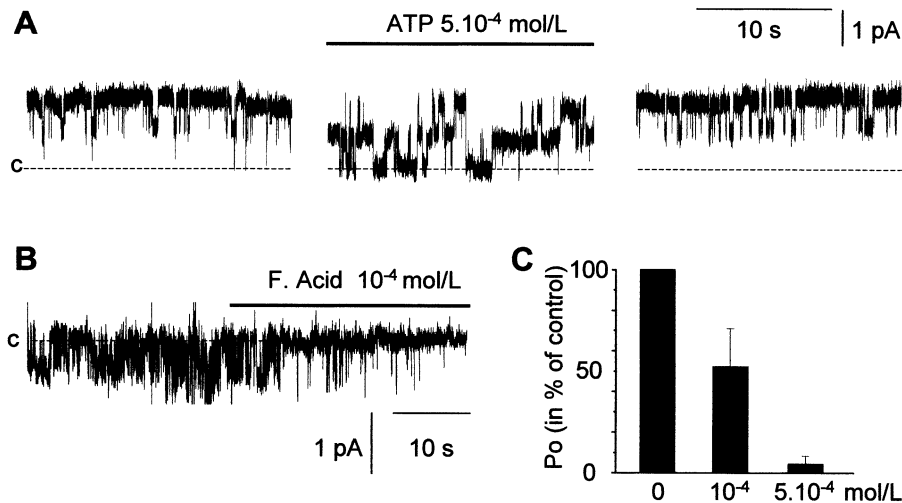 A
ATP 5.10-4 mol/L
10 s
1 pA
c
B
F. Acid 10-4 mol/L
c
1 pA
10 s
C
Po (in % of control)
100
50
0
0
10-4
5.10-4
mol/L